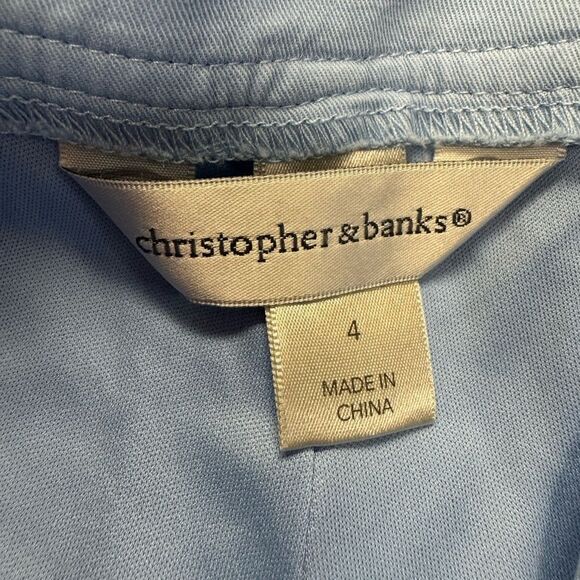 christopher & banks®
4
MADE IN
CHINA